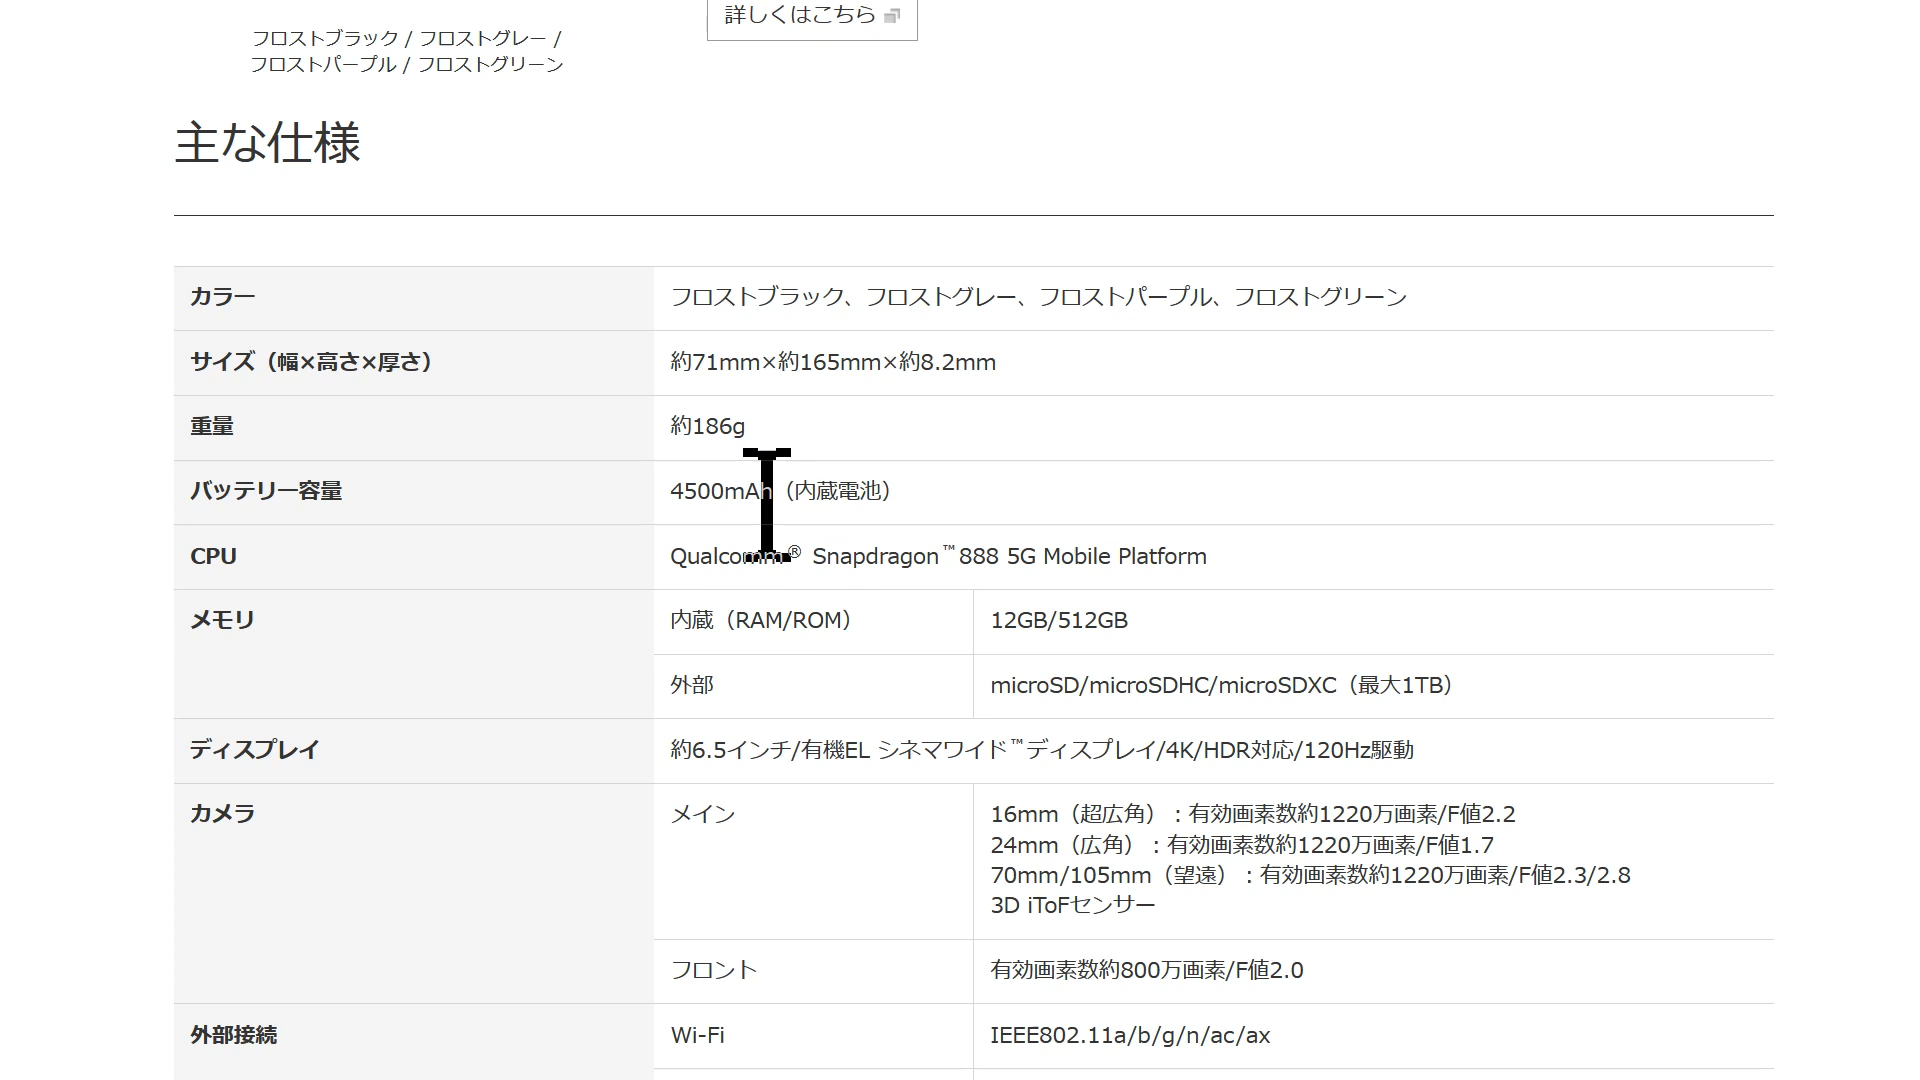 詳しくはこちら
フロストブラック / フロストグレー /
フロストパープル / フロストグリーン
主な仕様
カラー フロストブラック、フロストグレー、フロストパープル、フロストグリーン
サイズ（幅×高さ×厚さ） 約71mm×約165mm×約8.2mm
重量 約186g
バッテリー容量 4500mAh（内蔵電池）
CPU Qualcomm® Snapdragon™888 5G Mobile Platform
メモリ 内蔵（RAM/ROM） 12GB/512GB
外部 microSD/microSDHC/microSDXC（最大1TB）
ディスプレイ 約6.5インチ/有機EL シネマワイド™ディスプレイ/4K/HDR対応/120Hz駆動
カメラ メイン 16mm（超広角）：有効画素数約1220万画素/F値2.2
24mm（広角）：有効画素数約1220万画素/F値1.7
70mm/105mm（望遠）：有効画素数約1220万画素/F値2.3/2.8
3D iToFセンサー
フロント 有効画素数約800万画素/F値2.0
外部接続 Wi-Fi IEEE802.11a/b/g/n/ac/ax